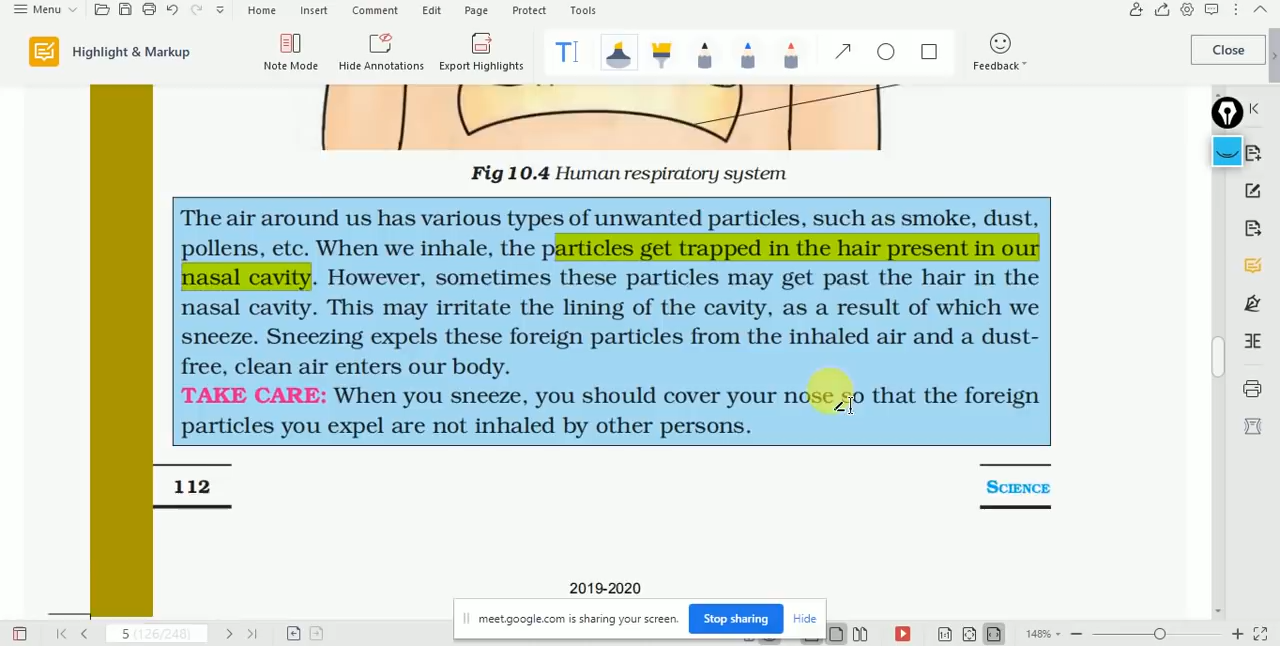 Menu
Home Insert Comment Edit Page Protect Tools
Highlight & Markup
Note Mode Hide Annotations Export Highlights
Feedback
Close
Fig 10.4 Human respiratory system
The air around us has various types of unwanted particles, such as smoke, dust,
pollens, etc. When we inhale, the particles get trapped in the hair present in our
nasal cavity. However, sometimes these particles may get past the hair in the
nasal cavity. This may irritate the lining of the cavity, as a result of which we
sneeze. Sneezing expels these foreign particles from the inhaled air and a dust-
free, clean air enters our body.
TAKE CARE: When you sneeze, you should cover your nose so that the foreign
particles you expel are not inhaled by other persons.
112
SCIENCE
2019-2020
meet.google.com is sharing your screen. Stop sharing Hide
5 (126/248)
148%